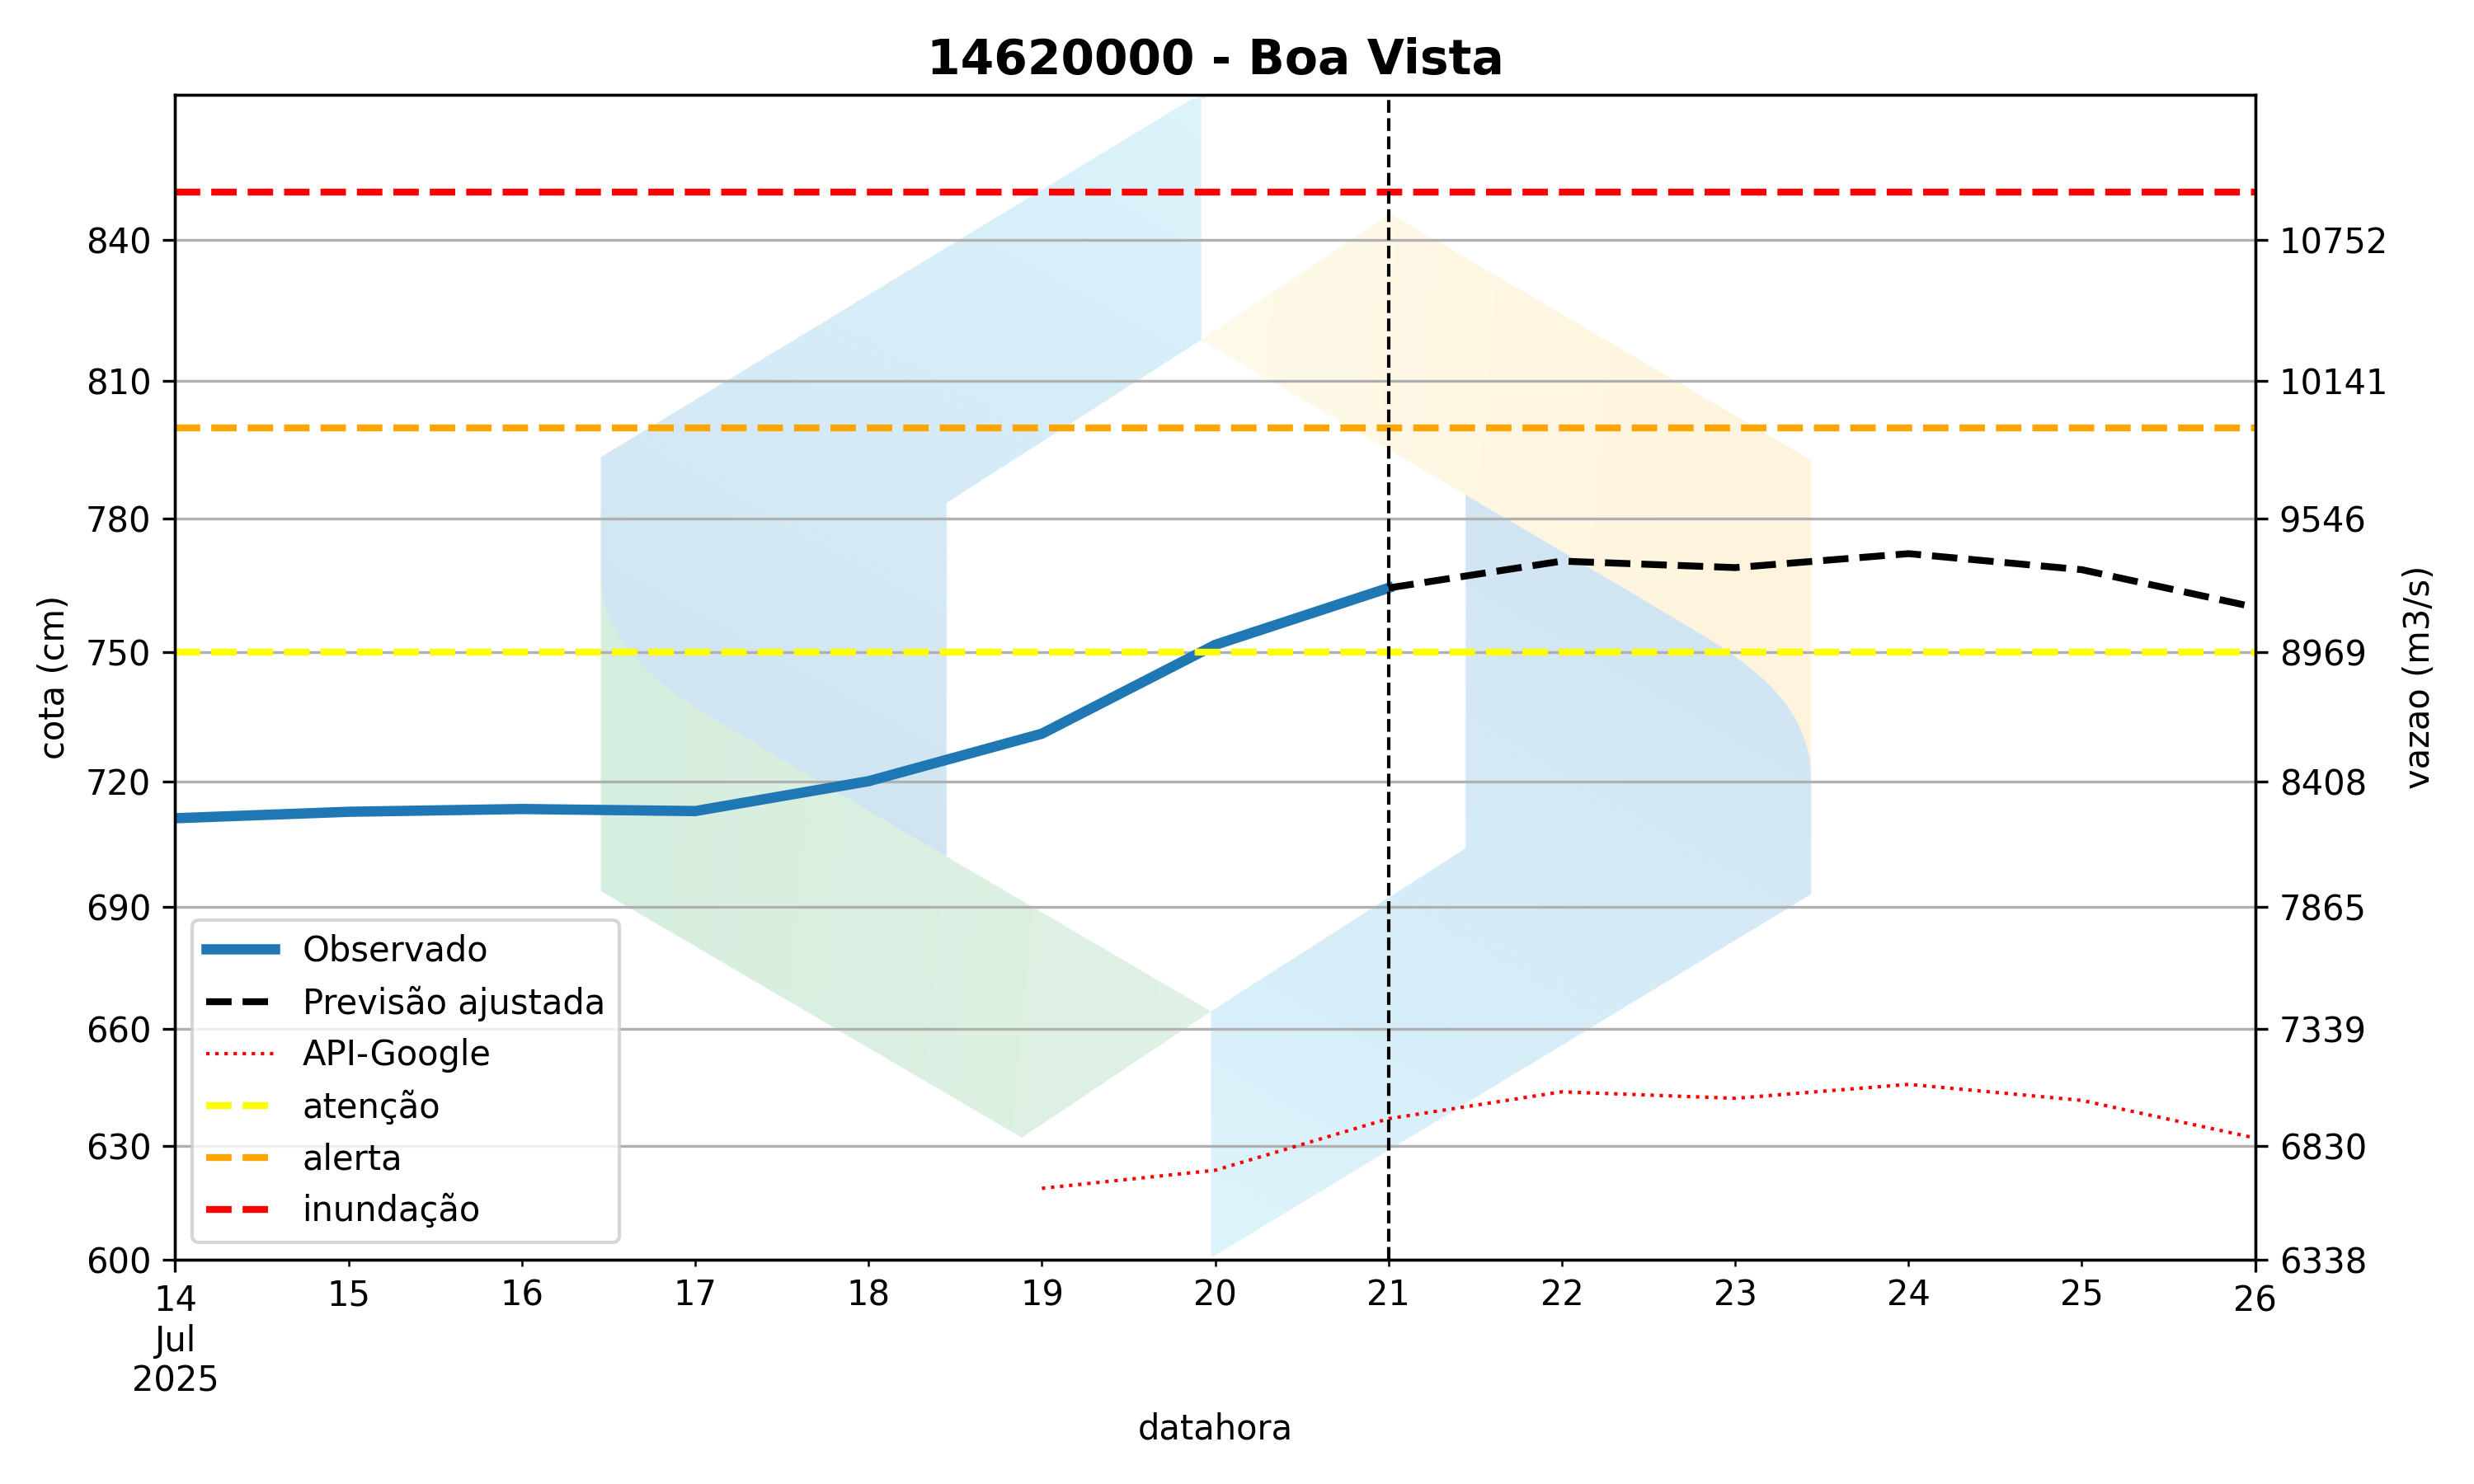 14620000 - Boa Vista
840
810
780
750
720
690
660
630
600
cota (cm)
10752
10141
9546
8969
8408
7865
7339
6830
6338
vazao (m3/s)
Observado
Previsão ajustada
API-Google
atenção
alerta
inundação
14 15 16 17 18 19 20 21 22 23 24 25 26
Jul
2025
datahora